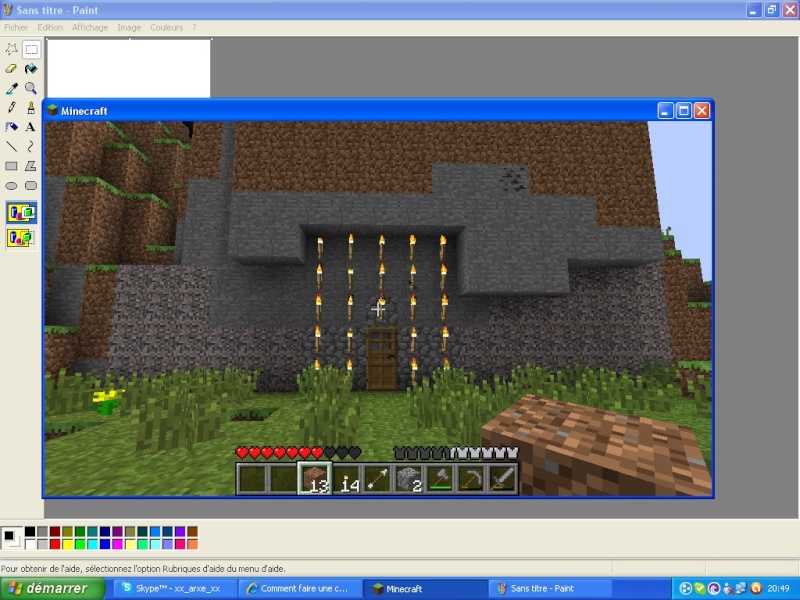 Sans titre - Paint
Fichier Edition Affichage Image Couleurs ?
A
Minecraft
13 14 2
Pour obtenir de l'aide, sélectionnez l'option Rubriques d'aide du menu d'aide.
démarrer Skype™ - xx_arxe_xx Comment faire une c... Minecraft Sans titre - Paint 20:49